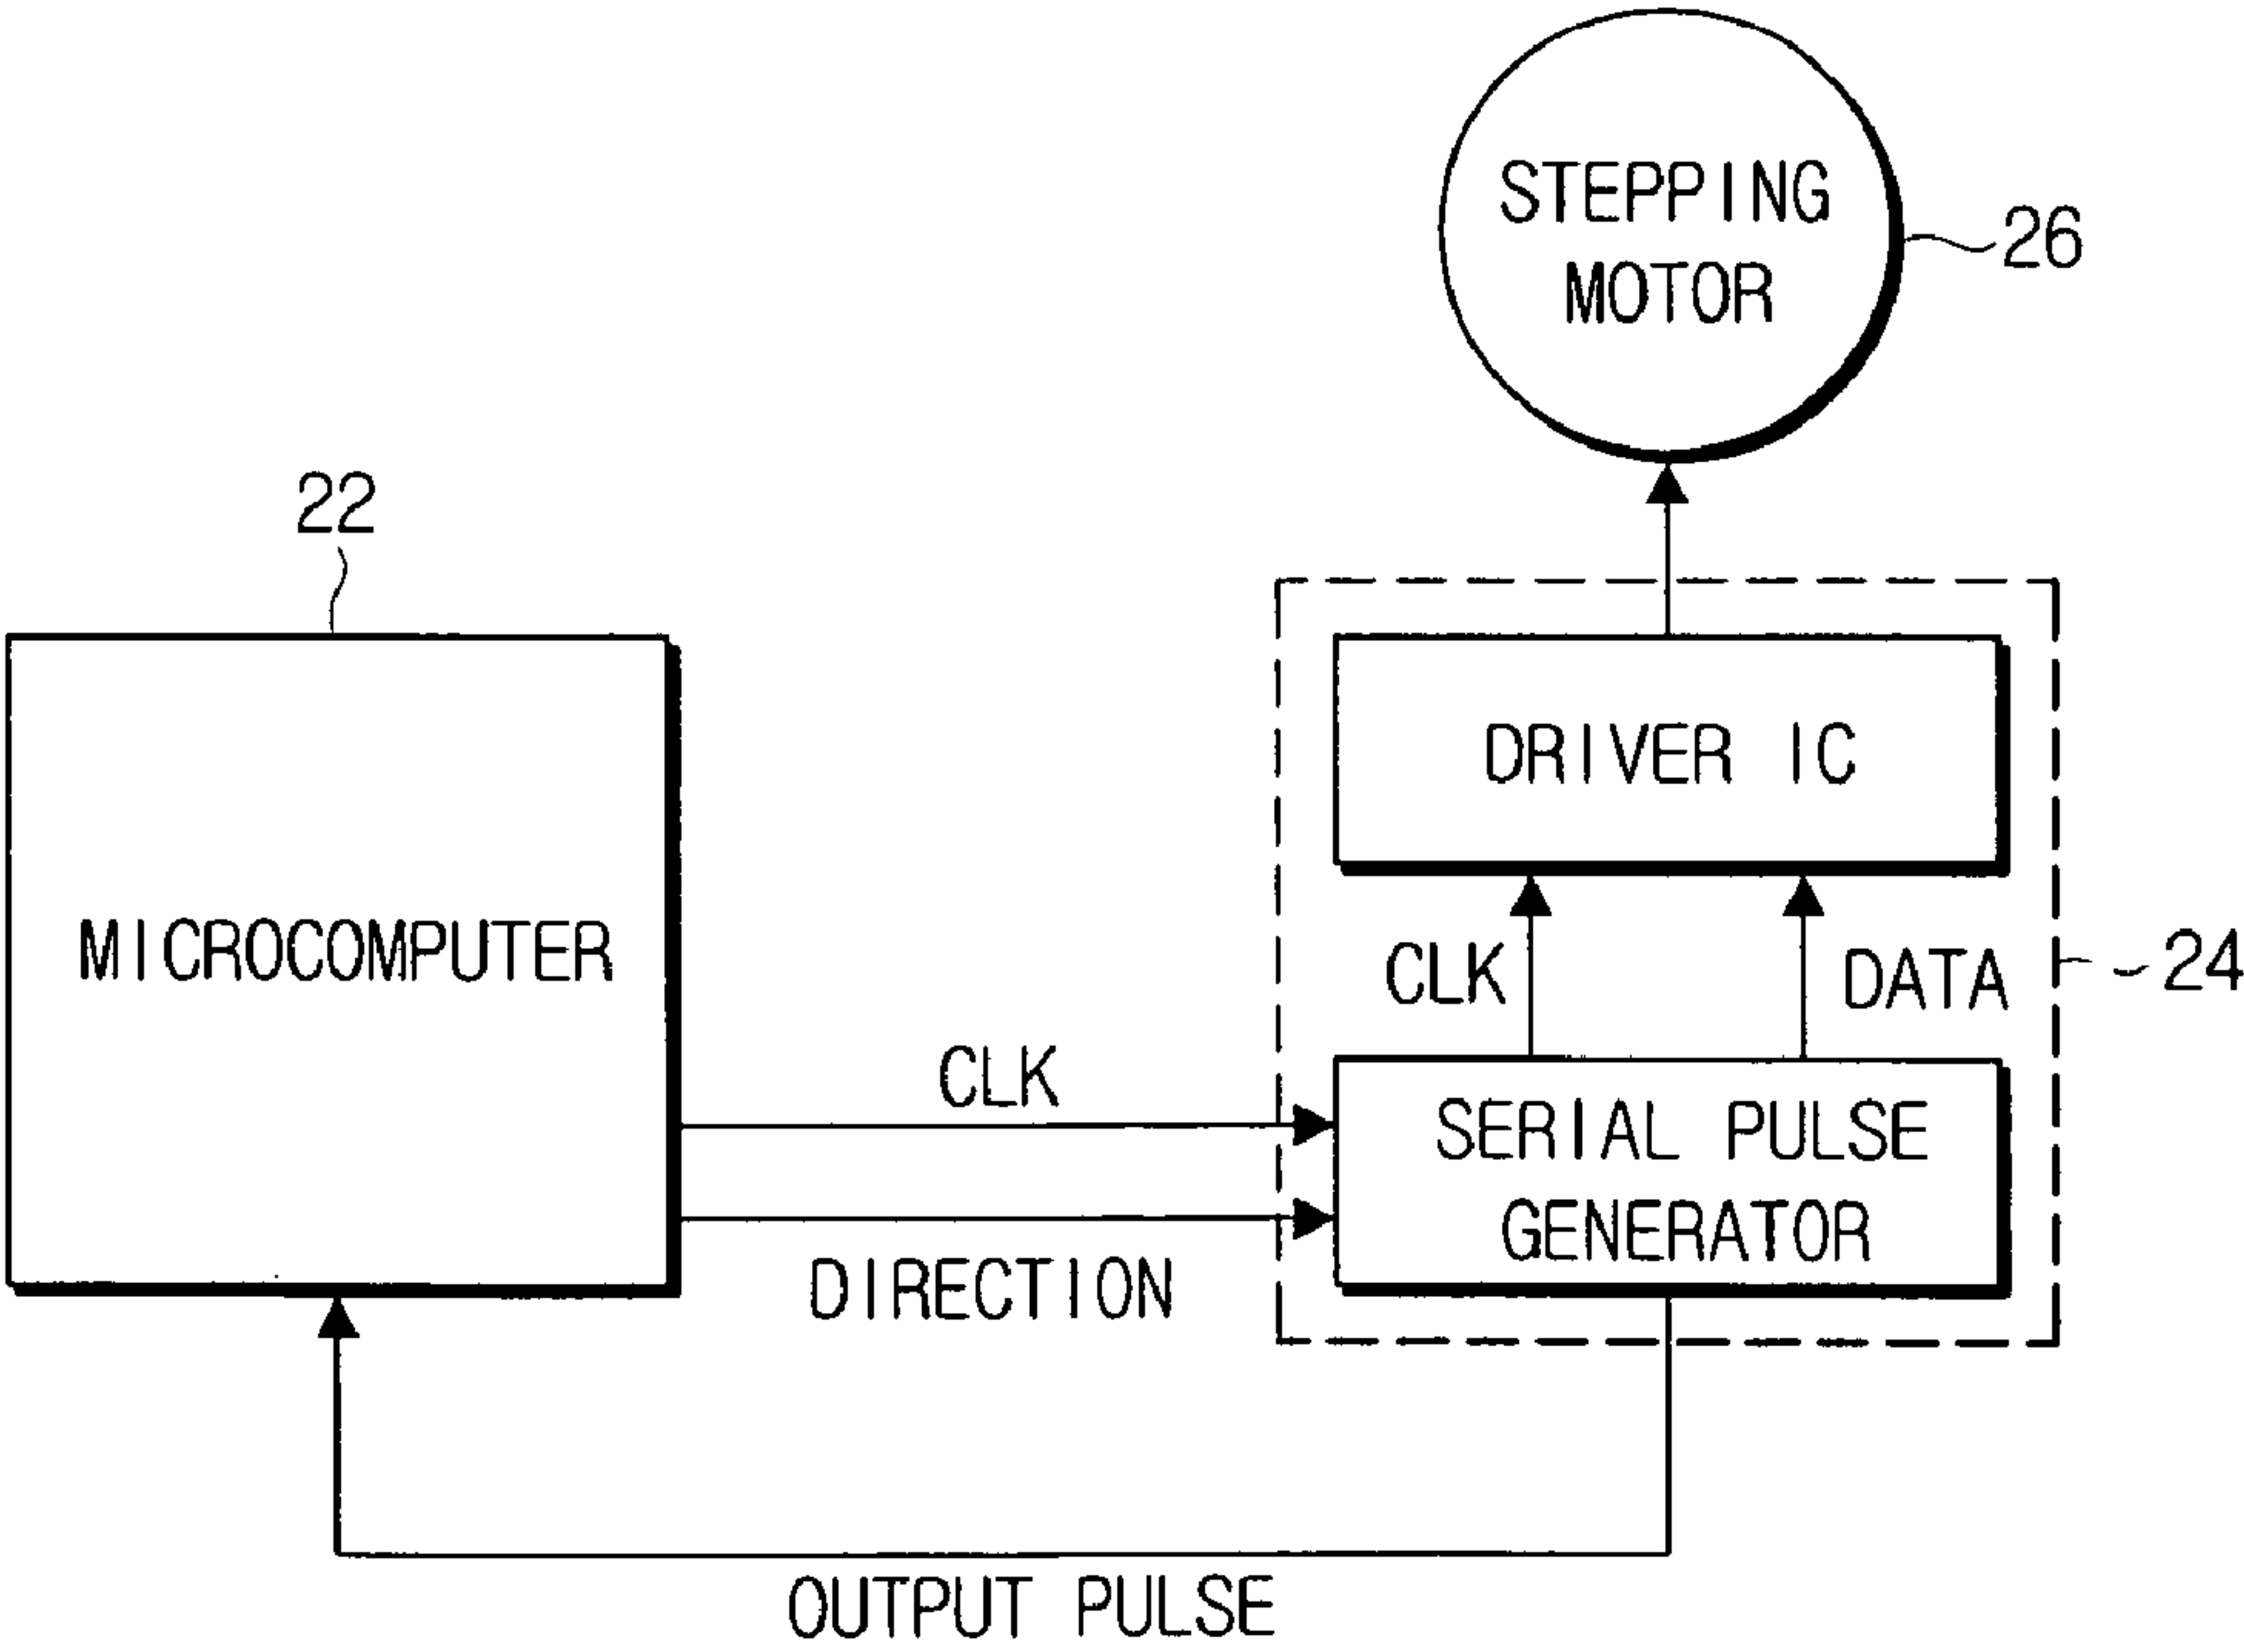 STEPPING
MOTOR
26
22
DRIVER IC
MICROCOMPUTER
CLK
DATA
24
CLK
SERIAL PULSE
GENERATOR
DIRECTION
OUTPUT PULSE